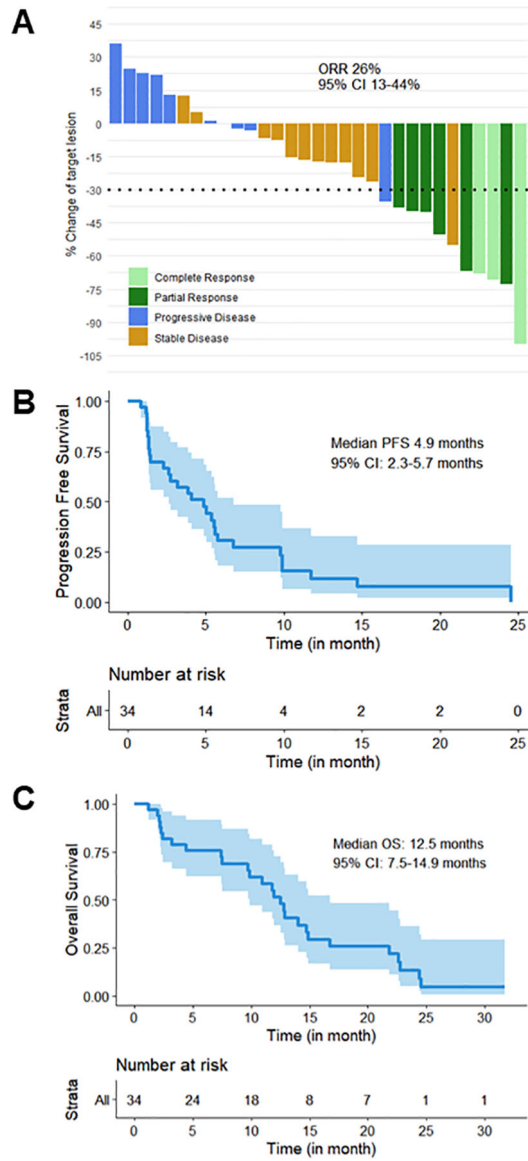 A
45
30
15
0
-15
-30
-45
-60
-75
-90
-105
% Change of target lesion
ORR 26%
95% CI 13-44%
Complete Response
Partial Response
Progressive Disease
Stable Disease
B
1.00
0.75
0.50
0.25
0.00
Progression Free Survival
Median PFS 4.9 months
95% CI: 2.3-5.7 months
0 5 10 15 20 25
Time (in month)
Number at risk
Strata
All 34 14 4 2 2 0
0 5 10 15 20 25
Time (in month)
C
1.00
0.75
0.50
0.25
0.00
Overall Survival
Median OS: 12.5 months
95% CI: 7.5-14.9 months
0 5 10 15 20 25 30
Time (in month)
Number at risk
Strata
All 34 24 18 8 7 1 1
0 5 10 15 20 25 30
Time (in month)